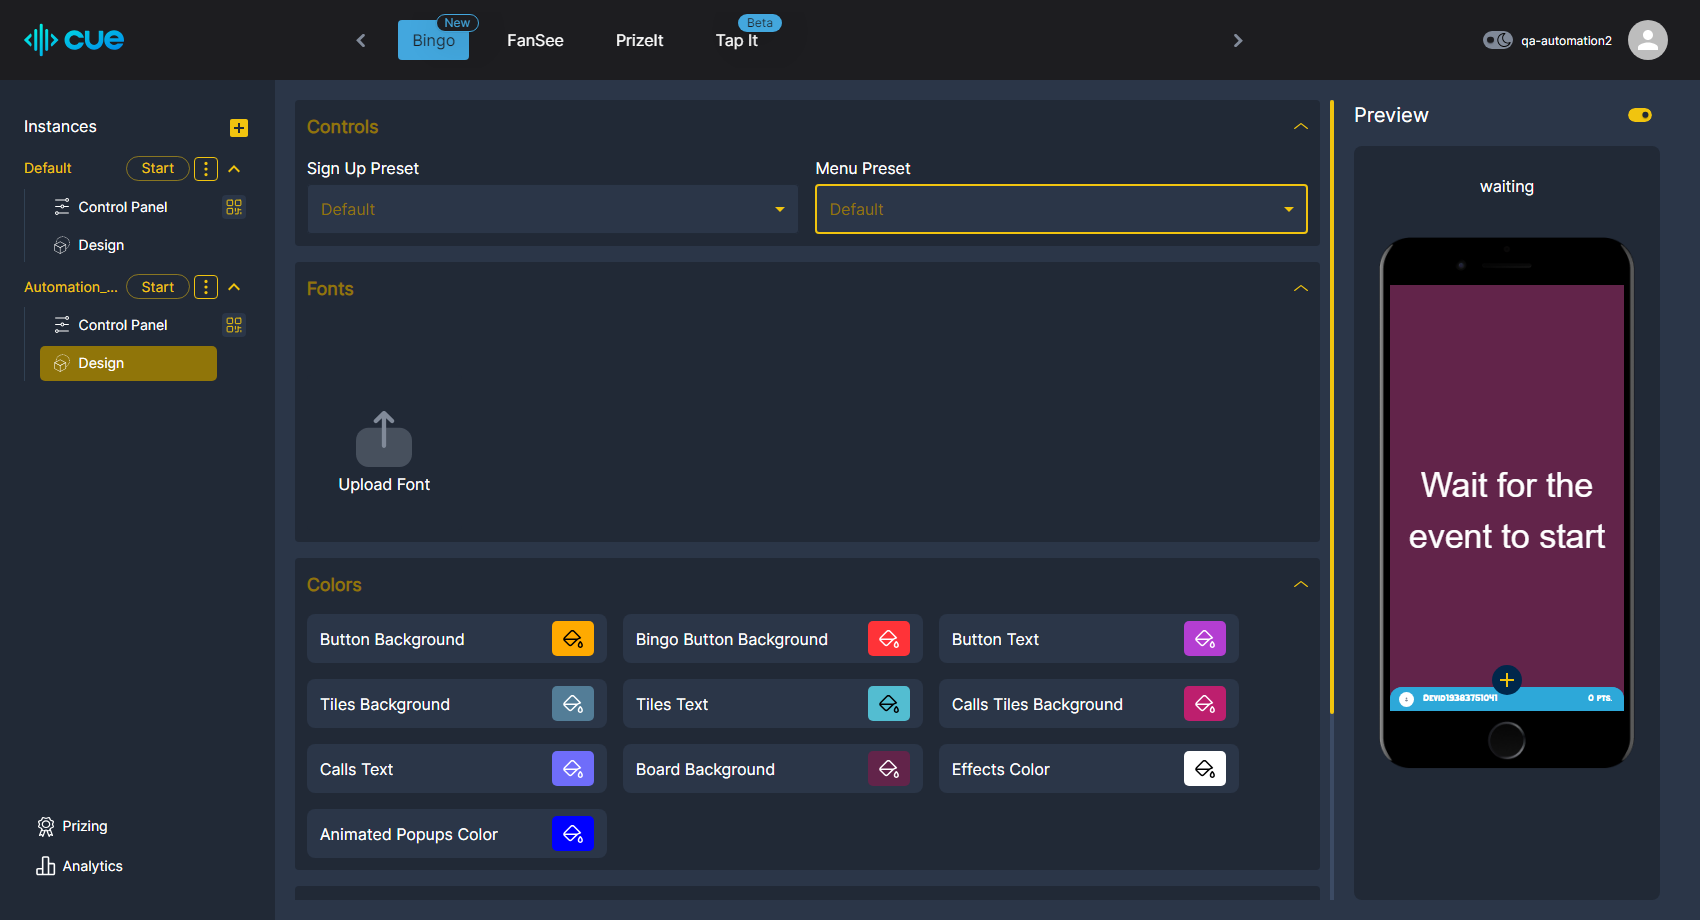 cue
Bingo
New
FanSee
PrizeIt
Tap It
Beta
qa-automation2
Instances
Default
Start
Control Panel
Design
Automation_...
Start
Control Panel
Design
Prizing
Analytics
Controls
Sign Up Preset
Menu Preset
Default
Default
Fonts
Upload Font
Colors
Button Background
Bingo Button Background
Button Text
Tiles Background
Tiles Text
Calls Tiles Background
Calls Text
Board Background
Effects Color
Animated Popups Color
Preview
waiting
Wait for the
event to start
DEVID19383751041
0 PTS.